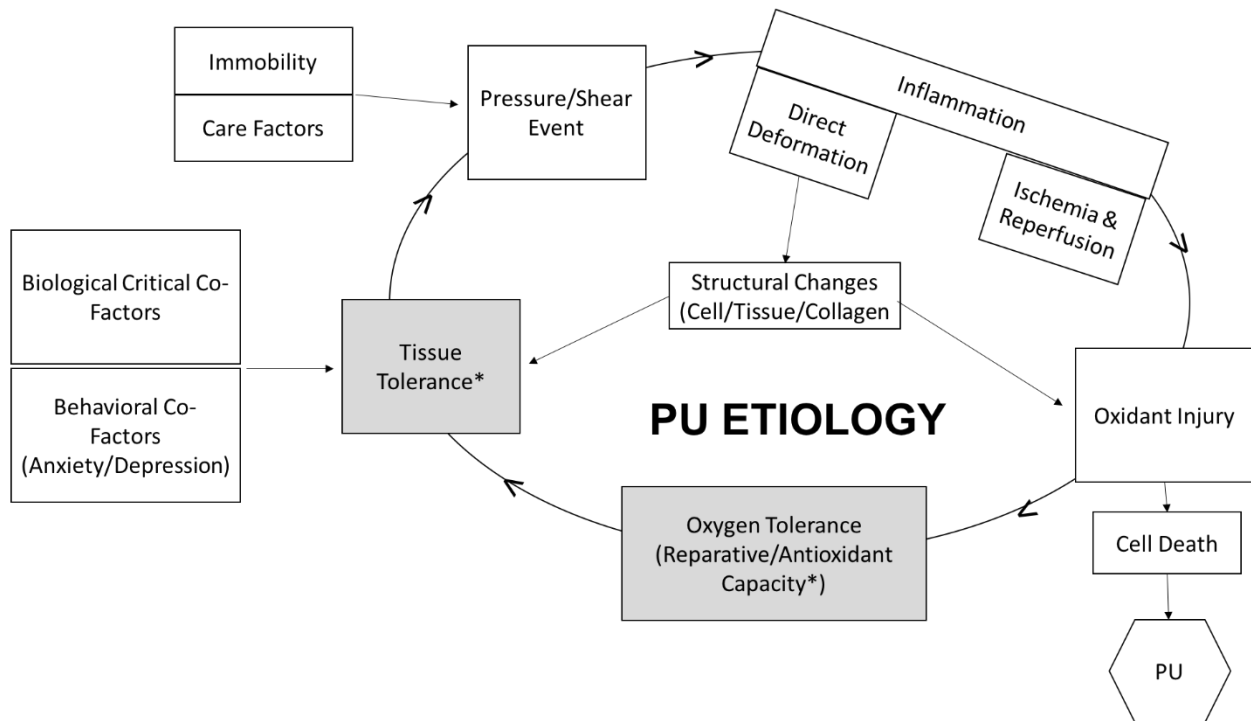 Immobility
Care Factors
Pressure/Shear
Event
Inflammation
Direct
Deformation
Ischemia &
Reperfusion
Biological Critical Co-
Factors
Behavioral Co-
Factors
(Anxiety/Depression)
Tissue
Tolerance*
Structural Changes
(Cell/Tissue/Collagen
PU ETIOLOGY
Oxidant Injury
Oxygen Tolerance
(Reparative/Antioxidant
Capacity*)
Cell Death
PU